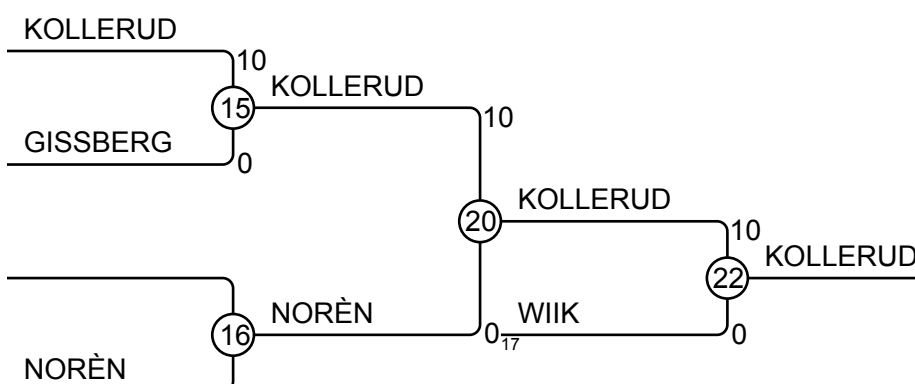 KOLLERUD
10
15
KOLLERUD
GISSBERG
0
10
20
KOLLERUD
10
22
KOLLERUD
16
NORÈN
0
17
WIIK
0
NORÈN